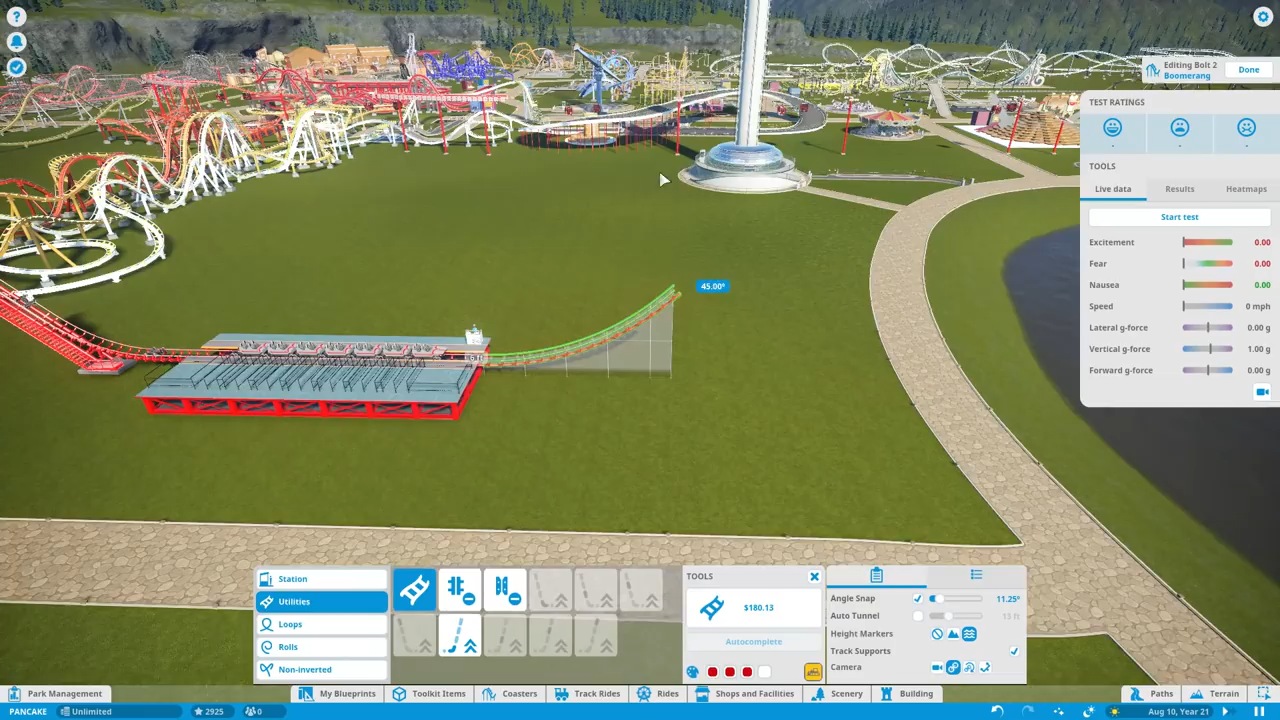 ?
Editing Bolt 2
Boomerang
Done
TEST RATINGS
- - -
TOOLS
Live data Results Heatmaps
Start test
Excitement 0.00
Fear 0.00
Nausea 0.00
Speed 0 mph
Lateral g-force 0.00 g
Vertical g-force 1.00 g
Forward g-force 0.00 g
45.00°
Station
Utilities
Loops
Rolls
Non-inverted
TOOLS
$180.13
Autocomplete
Angle Snap 11.25°
Auto Tunnel 13 ft
Height Markers
Track Supports
Camera
Park Management My Blueprints Toolkit Items Coasters Track Rides Rides Shops and Facilities Scenery Building Paths Terrain
PANCAKE Unlimited 2925 0 Aug 10, Year 21